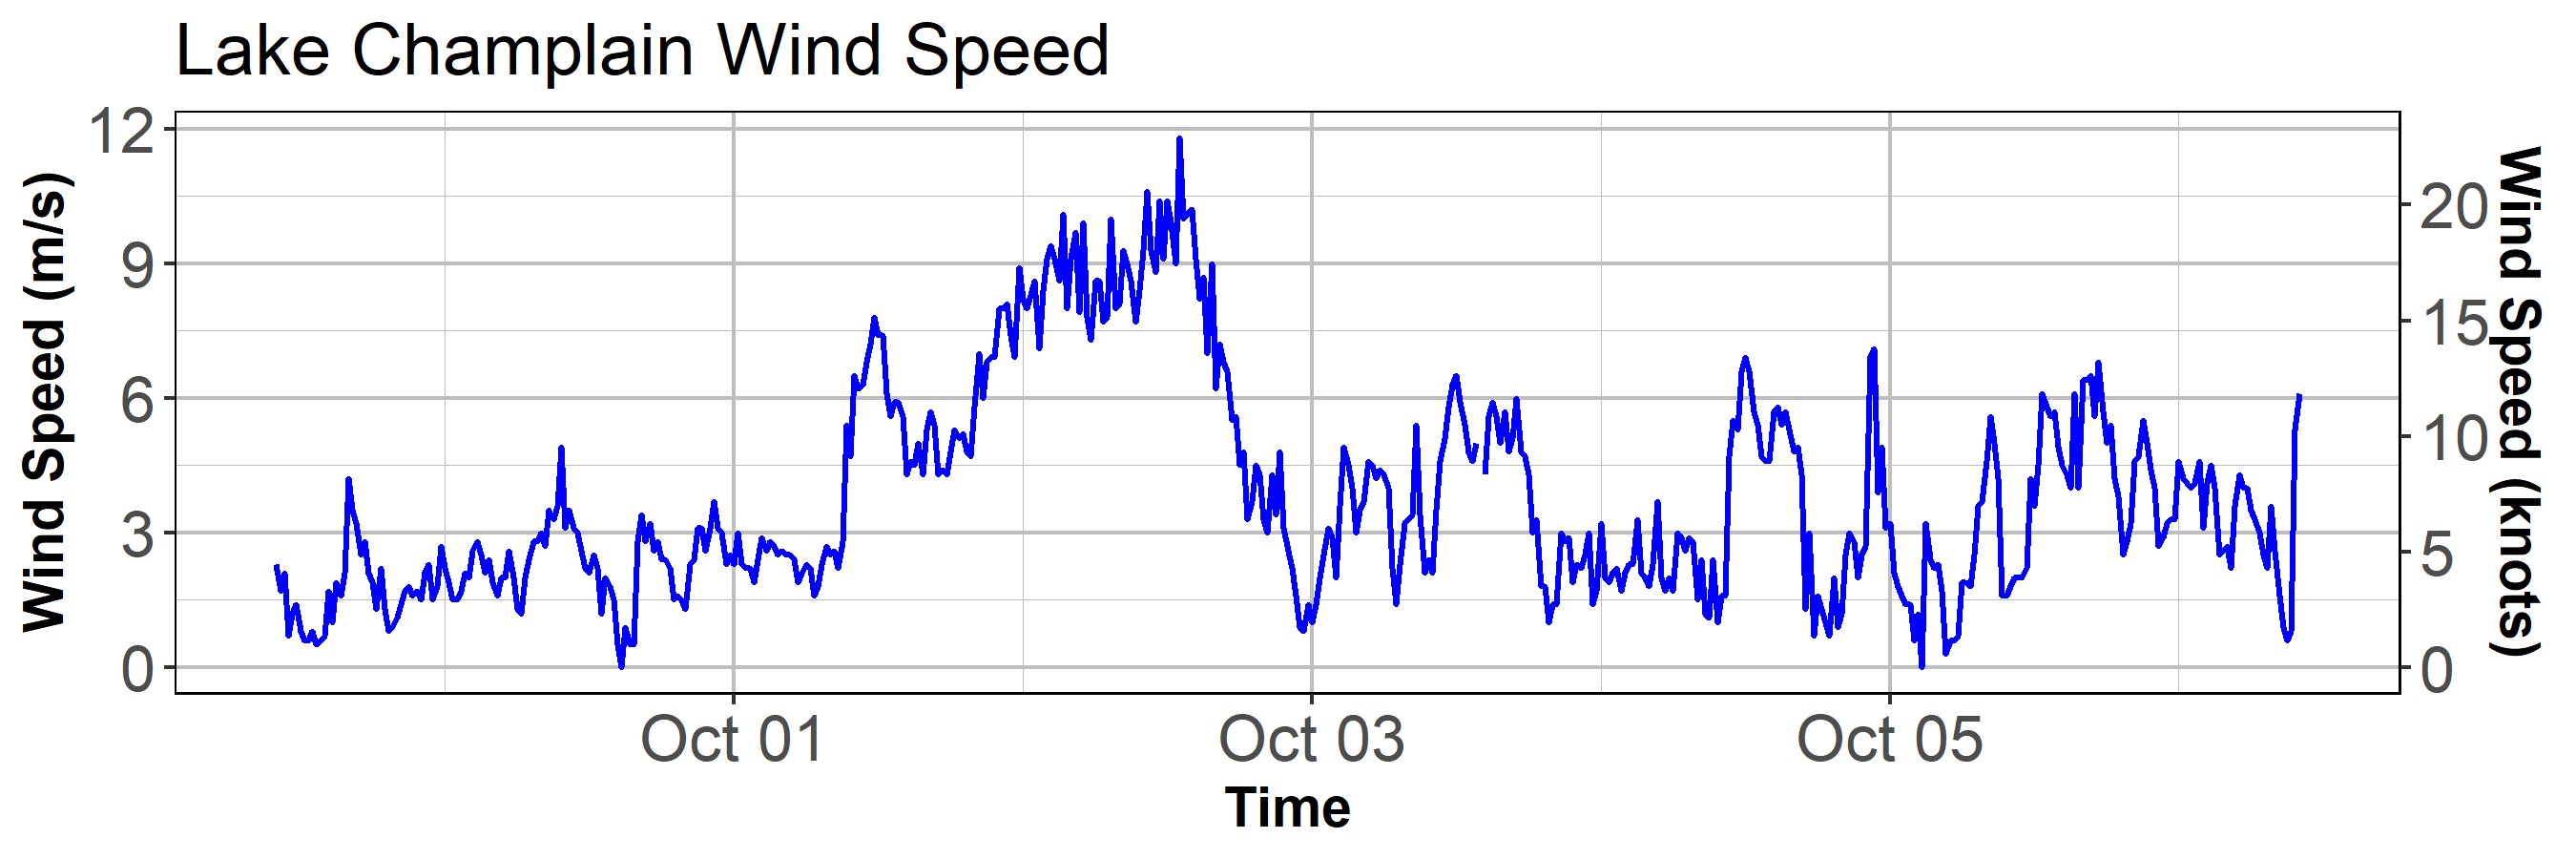 Lake Champlain Wind Speed
Wind Speed (m/s)
12
9
6
3
0
20
15
10
5
0
Wind Speed (knots)
Oct 01 Oct 03 Oct 05
Time